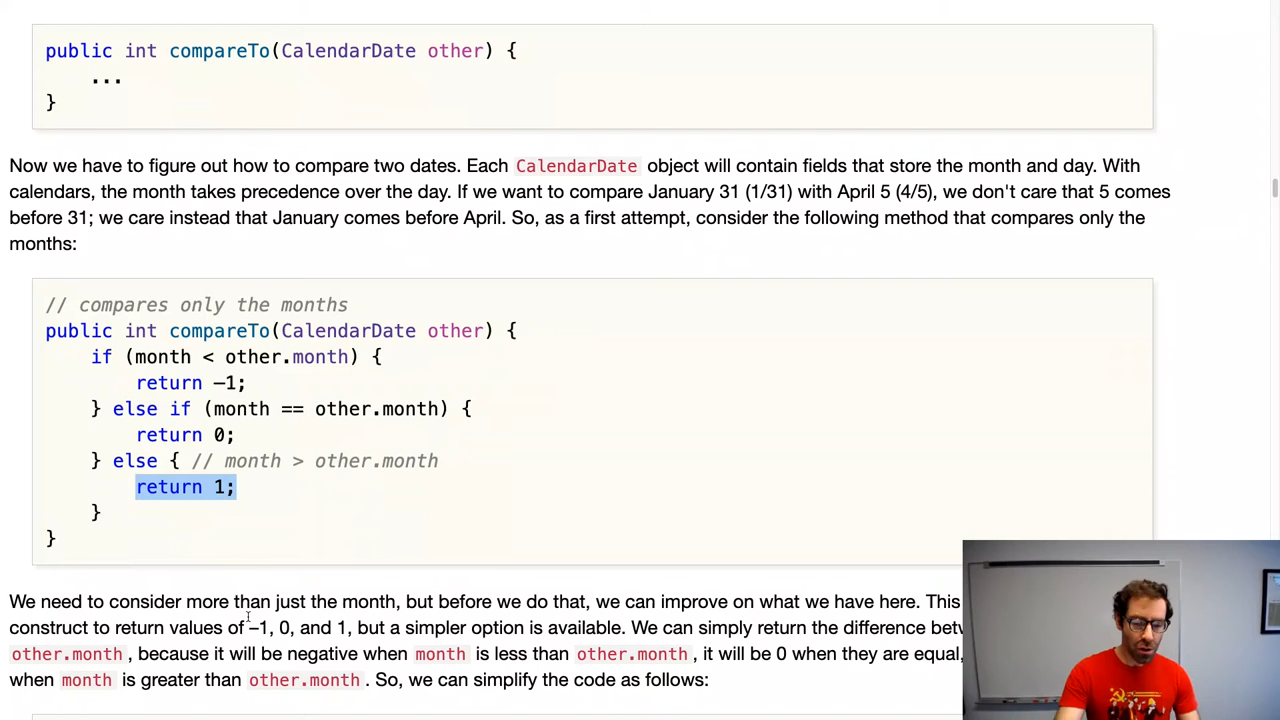 public int compareTo(CalendarDate other) {
...
}
Now we have to figure out how to compare two dates. Each CalendarDate object will contain fields that store the month and day. With
calendars, the month takes precedence over the day. If we want to compare January 31 (1/31) with April 5 (4/5), we don't care that 5 comes
before 31; we care instead that January comes before April. So, as a first attempt, consider the following method that compares only the
months:
// compares only the months
public int compareTo(CalendarDate other) {
if (month < other.month) {
return –1;
} else if (month == other.month) {
return 0;
} else { // month > other.month
return 1;
}
}
We need to consider more than just the month, but before we do that, we can improve on what we have here. This
construct to return values of –1, 0, and 1, but a simpler option is available. We can simply return the difference betw
other.month, because it will be negative when month is less than other.month, it will be 0 when they are equal,
when month is greater than other.month. So, we can simplify the code as follows: